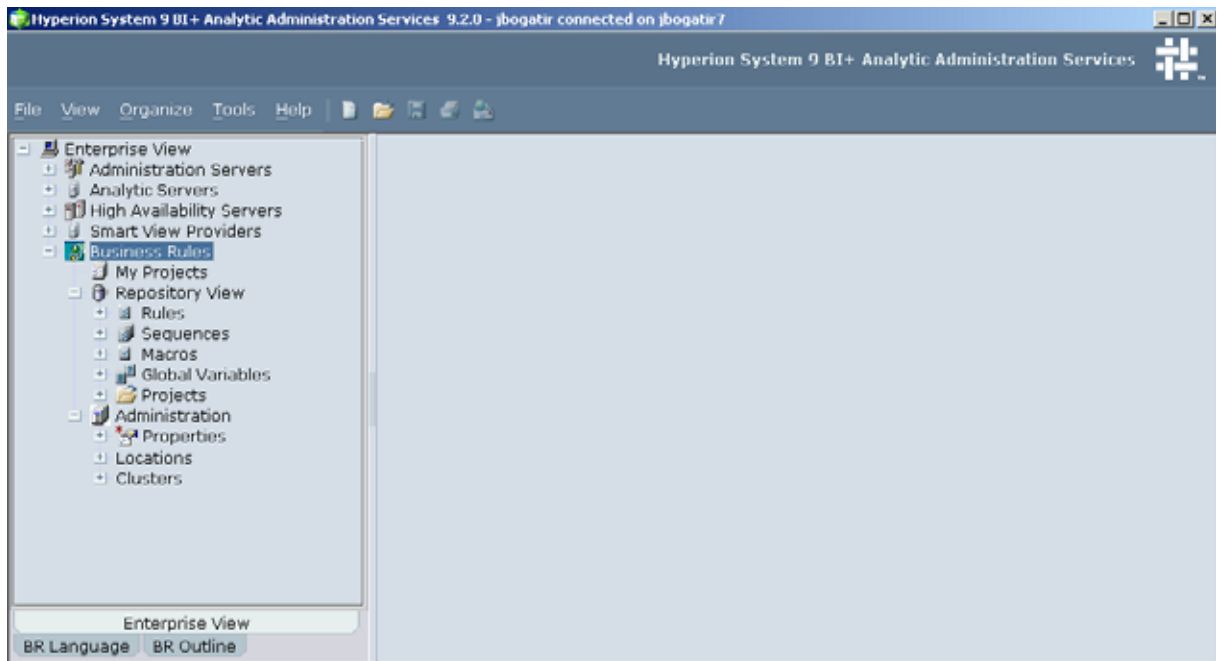 Hyperion System 9 BI+ Analytic Administration Services 9.2.0 - jbogatir connected on jbogatir7
Hyperion System 9 BI+ Analytic Administration Services
File View Organize Tools Help
Enterprise View
Administration Servers
Analytic Servers
High Availability Servers
Smart View Providers
Business Rules
My Projects
Repository View
Rules
Sequences
Macros
Global Variables
Projects
Administration
Properties
Locations
Clusters
Enterprise View
BR Language BR Outline